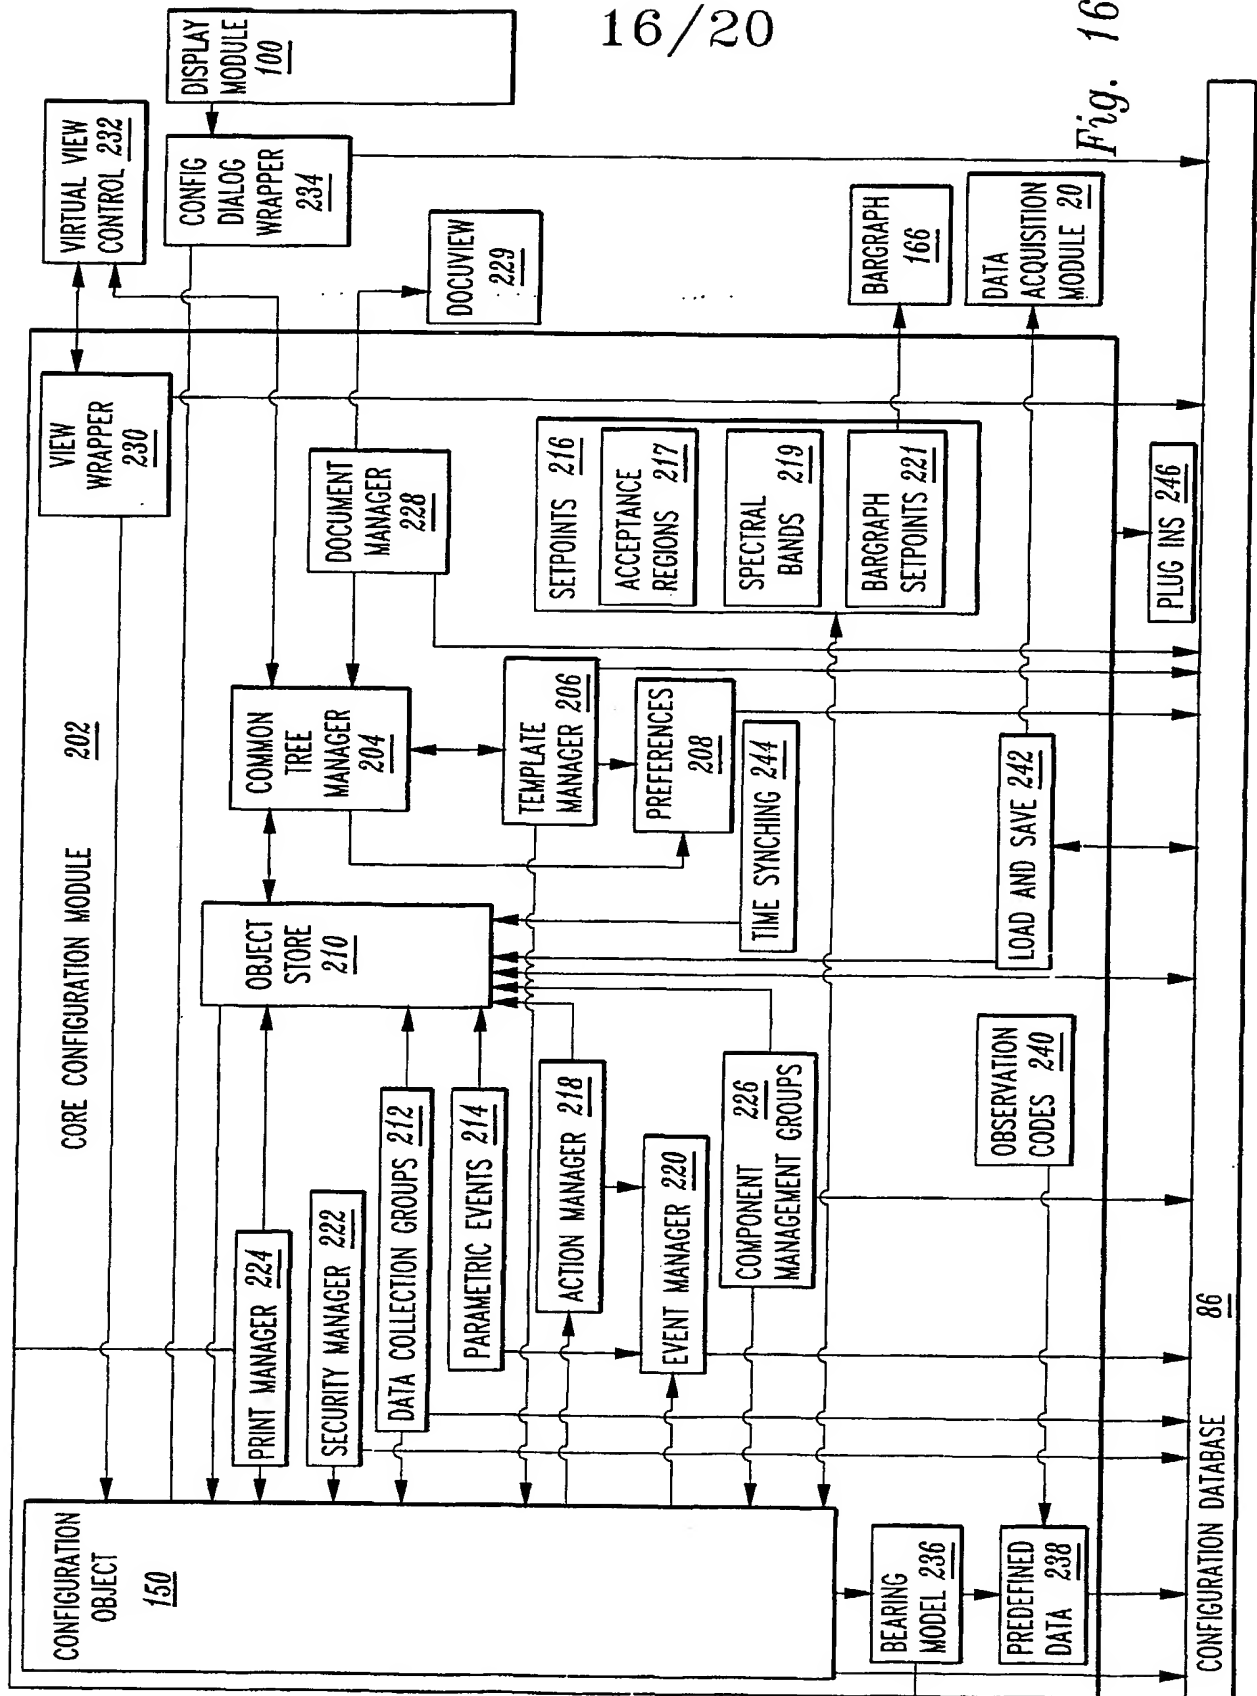 16/20
Fig. 16
VIRTUAL VIEW
CONTROL 232
DISPLAY
MODULE
100
CONFIG
DIALOG
WRAPPER
234
DOCUVIEW
229
BARGRAPH
166
DATA
ACQUISITION
MODULE 20
CORE CONFIGURATION MODULE 202
VIEW
WRAPPER
230
DOCUMENT
MANAGER
228
SETPOINTS 216
ACCEPTANCE
REGIONS 217
SPECTRAL
BANDS 219
BARGRAPH
SETPOINTS 221
PLUG INS 246
COMMON
TREE
MANAGER
204
TEMPLATE
MANAGER 206
PREFERENCES
208
TIME SYNCHING 244
LOAD AND SAVE 242
OBJECT
STORE
210
PRINT MANAGER 224
SECURITY MANAGER 222
DATA COLLECTION GROUPS 212
PARAMETRIC EVENTS 214
ACTION MANAGER 218
EVENT MANAGER 220
COMPONENT 226
MANAGEMENT GROUPS
OBSERVATION
CODES 240
CONFIGURATION
OBJECT
150
BEARING
MODEL 236
PREDEFINED
DATA 238
CONFIGURATION DATABASE 86